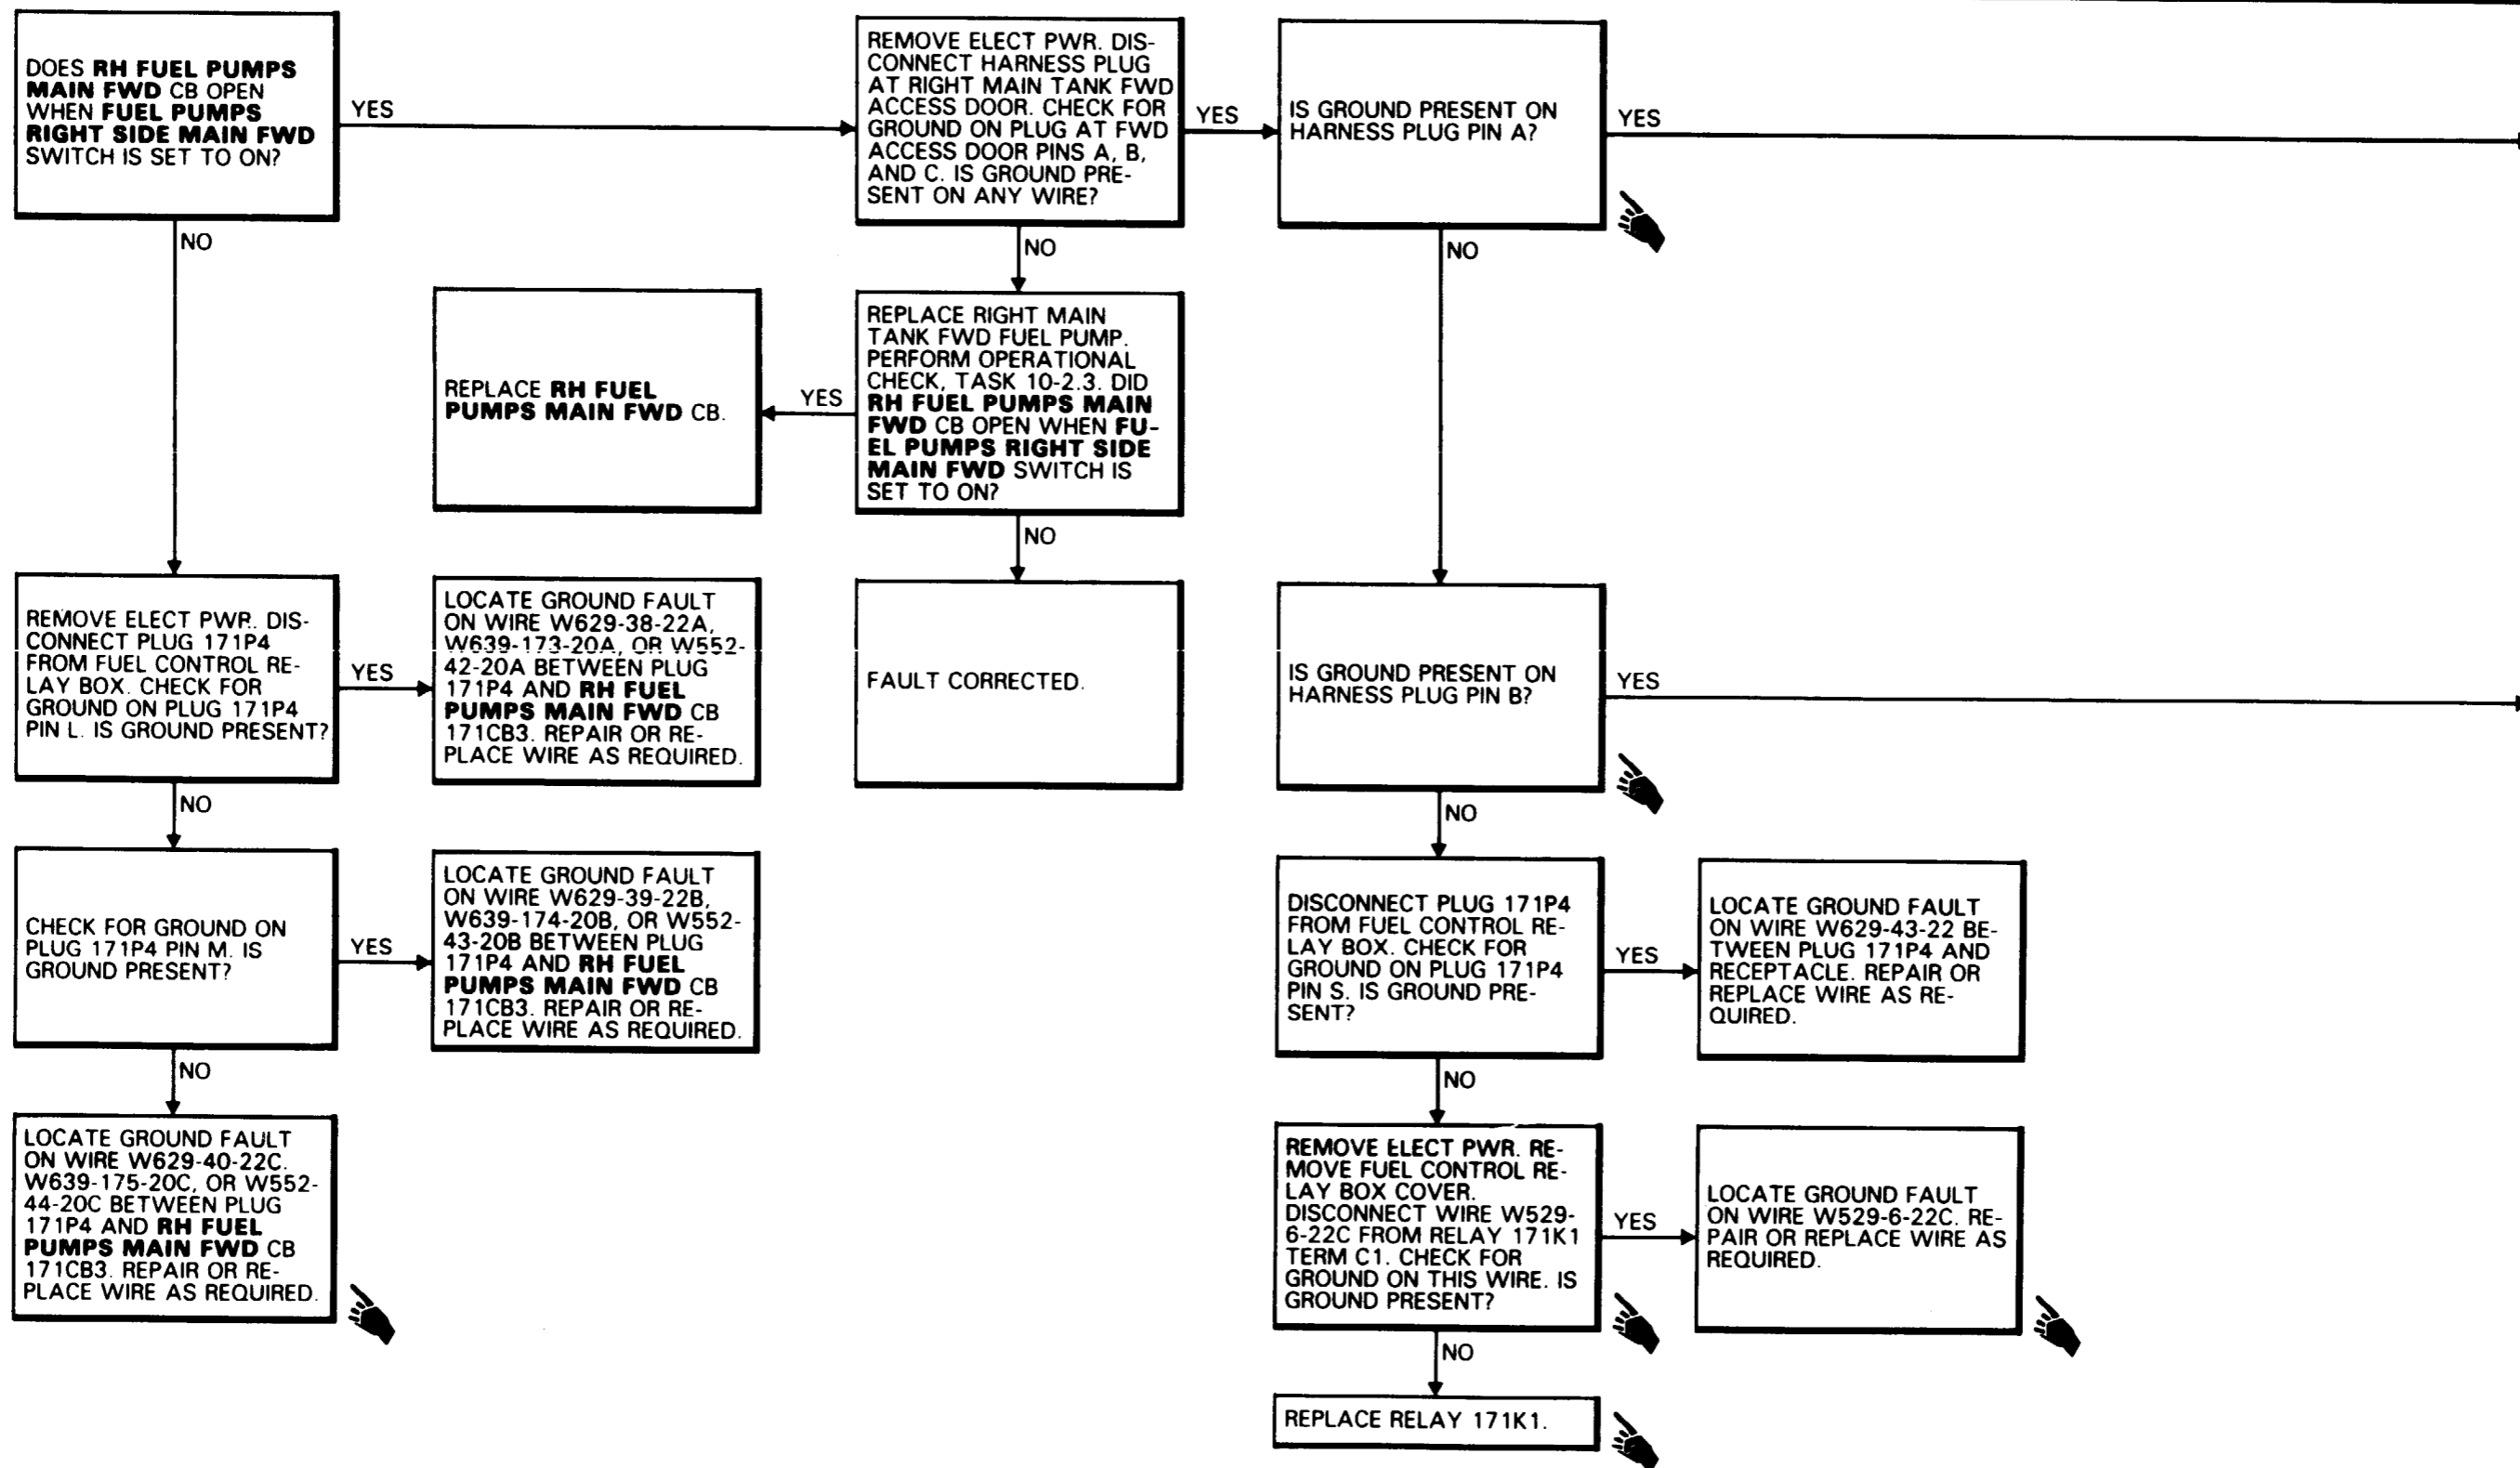 DOES RH FUEL PUMPS
MAIN FWD CB OPEN
WHEN FUEL PUMPS
RIGHT SIDE MAIN FWD
SWITCH IS SET TO ON?
YES
NO
REMOVE ELECT PWR. DIS-
CONNECT HARNESS PLUG
AT RIGHT MAIN TANK FWD
ACCESS DOOR. CHECK FOR
GROUND ON PLUG AT FWD
ACCESS DOOR PINS A, B,
AND C. IS GROUND PRE-
SENT ON ANY WIRE?
YES
NO
IS GROUND PRESENT ON
HARNESS PLUG PIN A?
YES
NO
REPLACE RH FUEL
PUMPS MAIN FWD CB.
YES
REPLACE RIGHT MAIN
TANK FWD FUEL PUMP.
PERFORM OPERATIONAL
CHECK, TASK 10-2.3. DID
RH FUEL PUMPS MAIN
FWD CB OPEN WHEN FU-
EL PUMPS RIGHT SIDE
MAIN FWD SWITCH IS
SET TO ON?
NO
REMOVE ELECT PWR. DIS-
CONNECT PLUG 171P4
FROM FUEL CONTROL RE-
LAY BOX. CHECK FOR
GROUND ON PLUG 171P4
PIN L. IS GROUND PRESENT?
YES
NO
LOCATE GROUND FAULT
ON WIRE W629-38-22A,
W639-173-20A, OR W552-
42-20A BETWEEN PLUG
171P4 AND RH FUEL
PUMPS MAIN FWD CB
171CB3. REPAIR OR RE-
PLACE WIRE AS REQUIRED.
FAULT CORRECTED.
IS GROUND PRESENT ON
HARNESS PLUG PIN B?
YES
NO
CHECK FOR GROUND ON
PLUG 171P4 PIN M. IS
GROUND PRESENT?
YES
NO
LOCATE GROUND FAULT
ON WIRE W629-39-22B,
W639-174-20B, OR W552-
43-20B BETWEEN PLUG
171P4 AND RH FUEL
PUMPS MAIN FWD CB
171CB3. REPAIR OR RE-
PLACE WIRE AS REQUIRED.
DISCONNECT PLUG 171P4
FROM FUEL CONTROL RE-
LAY BOX. CHECK FOR
GROUND ON PLUG 171P4
PIN S. IS GROUND PRE-
SENT?
YES
NO
LOCATE GROUND FAULT
ON WIRE W629-43-22 BE-
TWEEN PLUG 171P4 AND
RECEPTACLE. REPAIR OR
REPLACE WIRE AS RE-
QUIRED.
LOCATE GROUND FAULT
ON WIRE W629-40-22C.
W639-175-20C, OR W552-
44-20C BETWEEN PLUG
171P4 AND RH FUEL
PUMPS MAIN FWD CB
171CB3. REPAIR OR RE-
PLACE WIRE AS REQUIRED.
REMOVE ELECT PWR. RE-
MOVE FUEL CONTROL RE-
LAY BOX COVER.
DISCONNECT WIRE W529-
6-22C FROM RELAY 171K1
TERM C1. CHECK FOR
GROUND ON THIS WIRE. IS
GROUND PRESENT?
YES
NO
LOCATE GROUND FAULT
ON WIRE W529-6-22C. RE-
PAIR OR REPLACE WIRE AS
REQUIRED.
REPLACE RELAY 171K1.